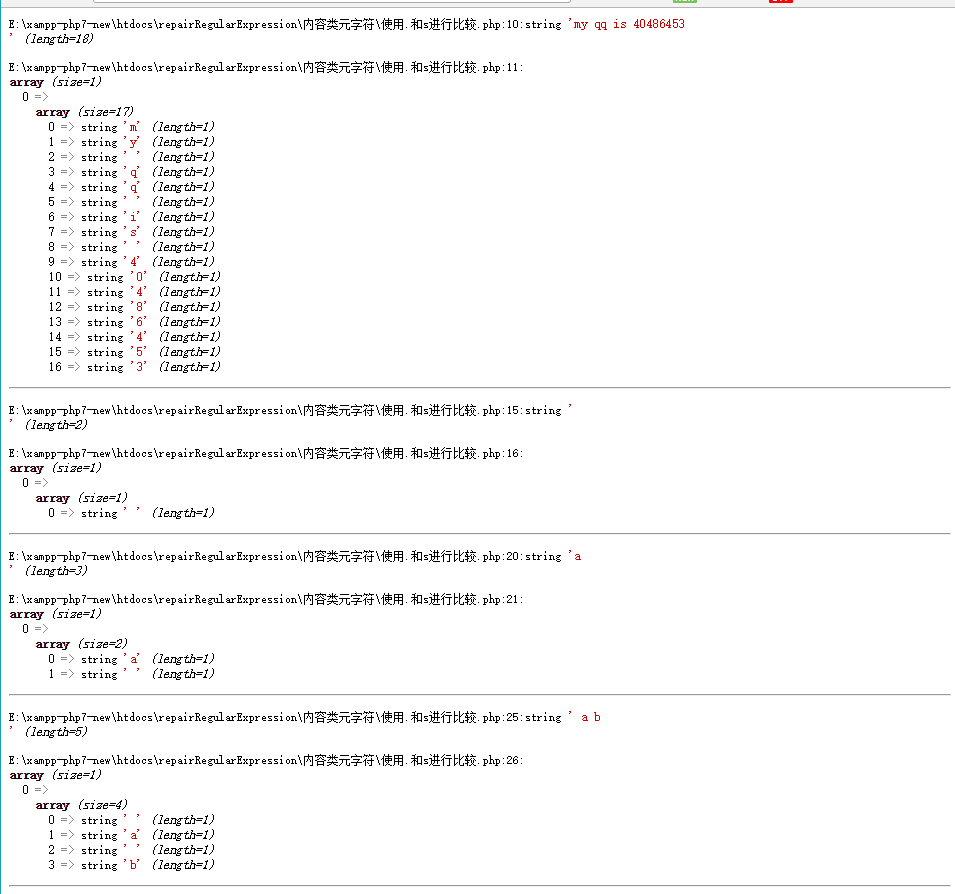 E:\xampp-php7-new\htdocs\repairRegularExpression\内容类元字符\使用.和s进行比较.php:10:string 'my qq is 40486453
' (length=18)
E:\xampp-php7-new\htdocs\repairRegularExpression\内容类元字符\使用.和s进行比较.php:11:
array (size=1)
0 =>
array (size=17)
0 => string 'm' (length=1)
1 => string 'y' (length=1)
2 => string ' ' (length=1)
3 => string 'q' (length=1)
4 => string 'q' (length=1)
5 => string ' ' (length=1)
6 => string 'i' (length=1)
7 => string 's' (length=1)
8 => string ' ' (length=1)
9 => string '4' (length=1)
10 => string '0' (length=1)
11 => string '4' (length=1)
12 => string '8' (length=1)
13 => string '6' (length=1)
14 => string '4' (length=1)
15 => string '5' (length=1)
16 => string '3' (length=1)
E:\xampp-php7-new\htdocs\repairRegularExpression\内容类元字符\使用.和s进行比较.php:15:string '
' (length=2)
E:\xampp-php7-new\htdocs\repairRegularExpression\内容类元字符\使用.和s进行比较.php:16:
array (size=1)
0 =>
array (size=1)
0 => string ' ' (length=1)
E:\xampp-php7-new\htdocs\repairRegularExpression\内容类元字符\使用.和s进行比较.php:20:string 'a
' (length=3)
E:\xampp-php7-new\htdocs\repairRegularExpression\内容类元字符\使用.和s进行比较.php:21:
array (size=1)
0 =>
array (size=2)
0 => string 'a' (length=1)
1 => string ' ' (length=1)
E:\xampp-php7-new\htdocs\repairRegularExpression\内容类元字符\使用.和s进行比较.php:25:string ' a b
' (length=5)
E:\xampp-php7-new\htdocs\repairRegularExpression\内容类元字符\使用.和s进行比较.php:26:
array (size=1)
0 =>
array (size=4)
0 => string ' ' (length=1)
1 => string 'a' (length=1)
2 => string ' ' (length=1)
3 => string 'b' (length=1)